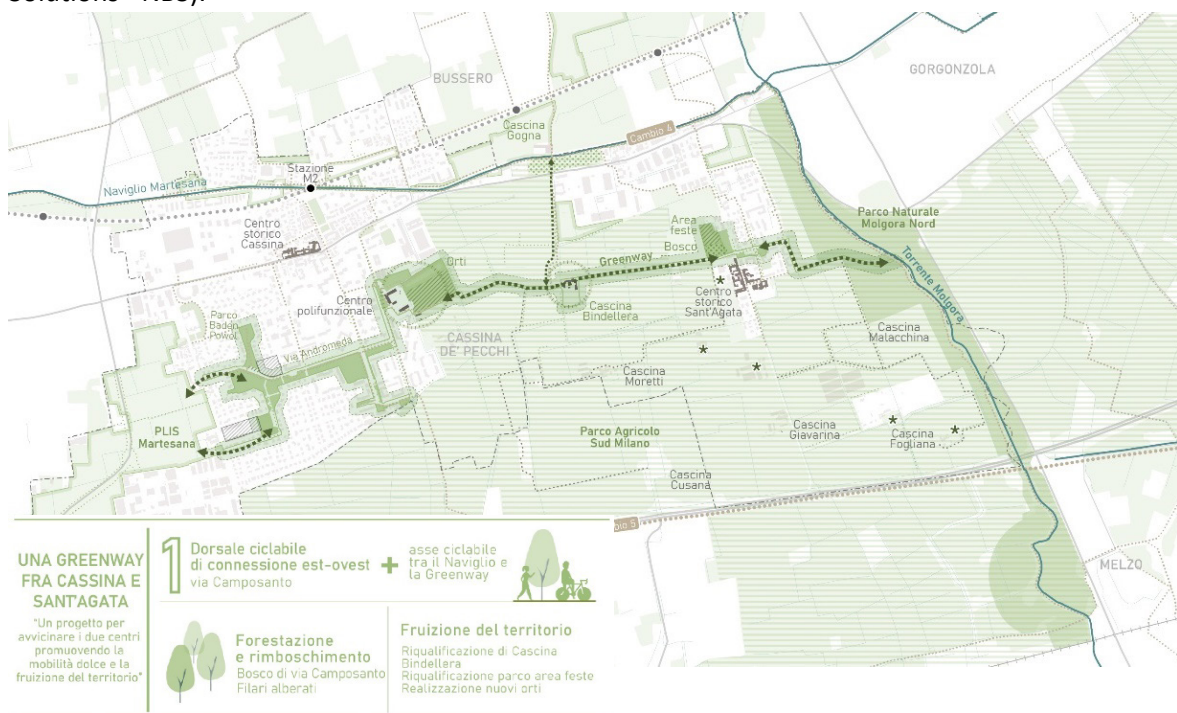 Solutions - NBS).
BUSSERO
GORGONZOLA
Cascina
Gogna
Cambio 4
Stazione
M2
Naviglio Martesana
Centro
storico
Cassina
Area
feste
Bosco
Parco Naturale
Molgora Nord
Orti
Greenway
Torrente Molgora
Centro
polifunzionale
Cascina
Bindellera
Centro
storico
Sant'Agata
Parco
Baden
Powol
Via Andromeda
CASSINA
DE' PECCHI
Cascina
Malacchina
Cascina
Moretti
PLIS
Martesana
Parco Agricolo
Sud Milano
Cascina
Giavarina
Cascina
Fogliana
Cascina
Cusana
bio 5
MELZO
UNA GREENWAY
FRA CASSINA E
SANT'AGATA
"Un progetto per
avvicinare i due centri
promuovendo la
mobilità dolce e la
fruizione del territorio"
1 Dorsale ciclabile
di connessione est-ovest
via Camposanto
+ asse ciclabile
tra il Naviglio e
la Greenway
Forestazione
e rimboschimento
Bosco di via Camposanto
Filari alberati
Fruizione del territorio
Riqualificazione di Cascina
Bindellera
Riqualificazione parco area feste
Realizzazione nuovi orti